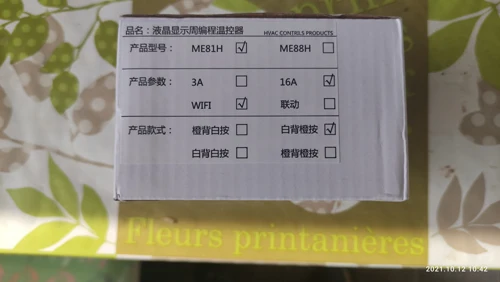 品名：液晶显示周编程温控器 HVAC CONTRLS PRODUCTS
产品型号： ME81H ☑ ME88H ☐
产品参数： 3A ☐ 16A ☑
WIFI ☑ 联动 ☐
产品款式： 橙背白按 ☐ 白背橙按 ☑
白背白按 ☐ 橙背橙按 ☐
Fleurs printanières
2021.10.12 10:42